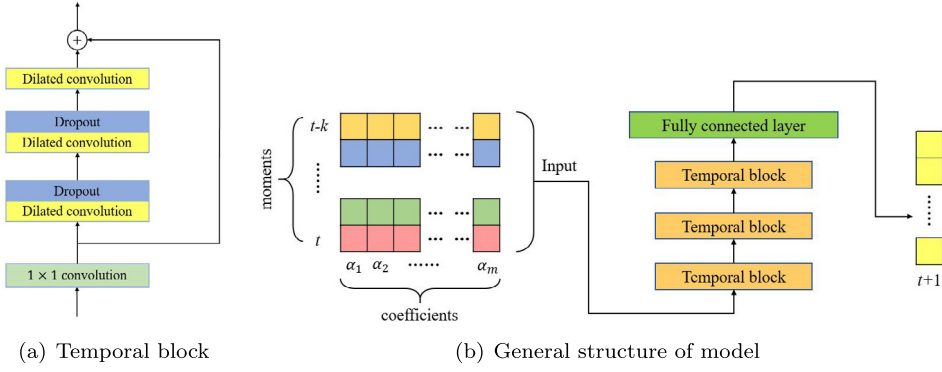 +
Dilated convolution
Dropout
Dilated convolution
Dropout
Dilated convolution
1 × 1 convolution
(a) Temporal block
moments
t-k
t
α1 α2 ...... αm
coefficients
Input
Fully connected layer
Temporal block
Temporal block
Temporal block
t+1
(b) General structure of model